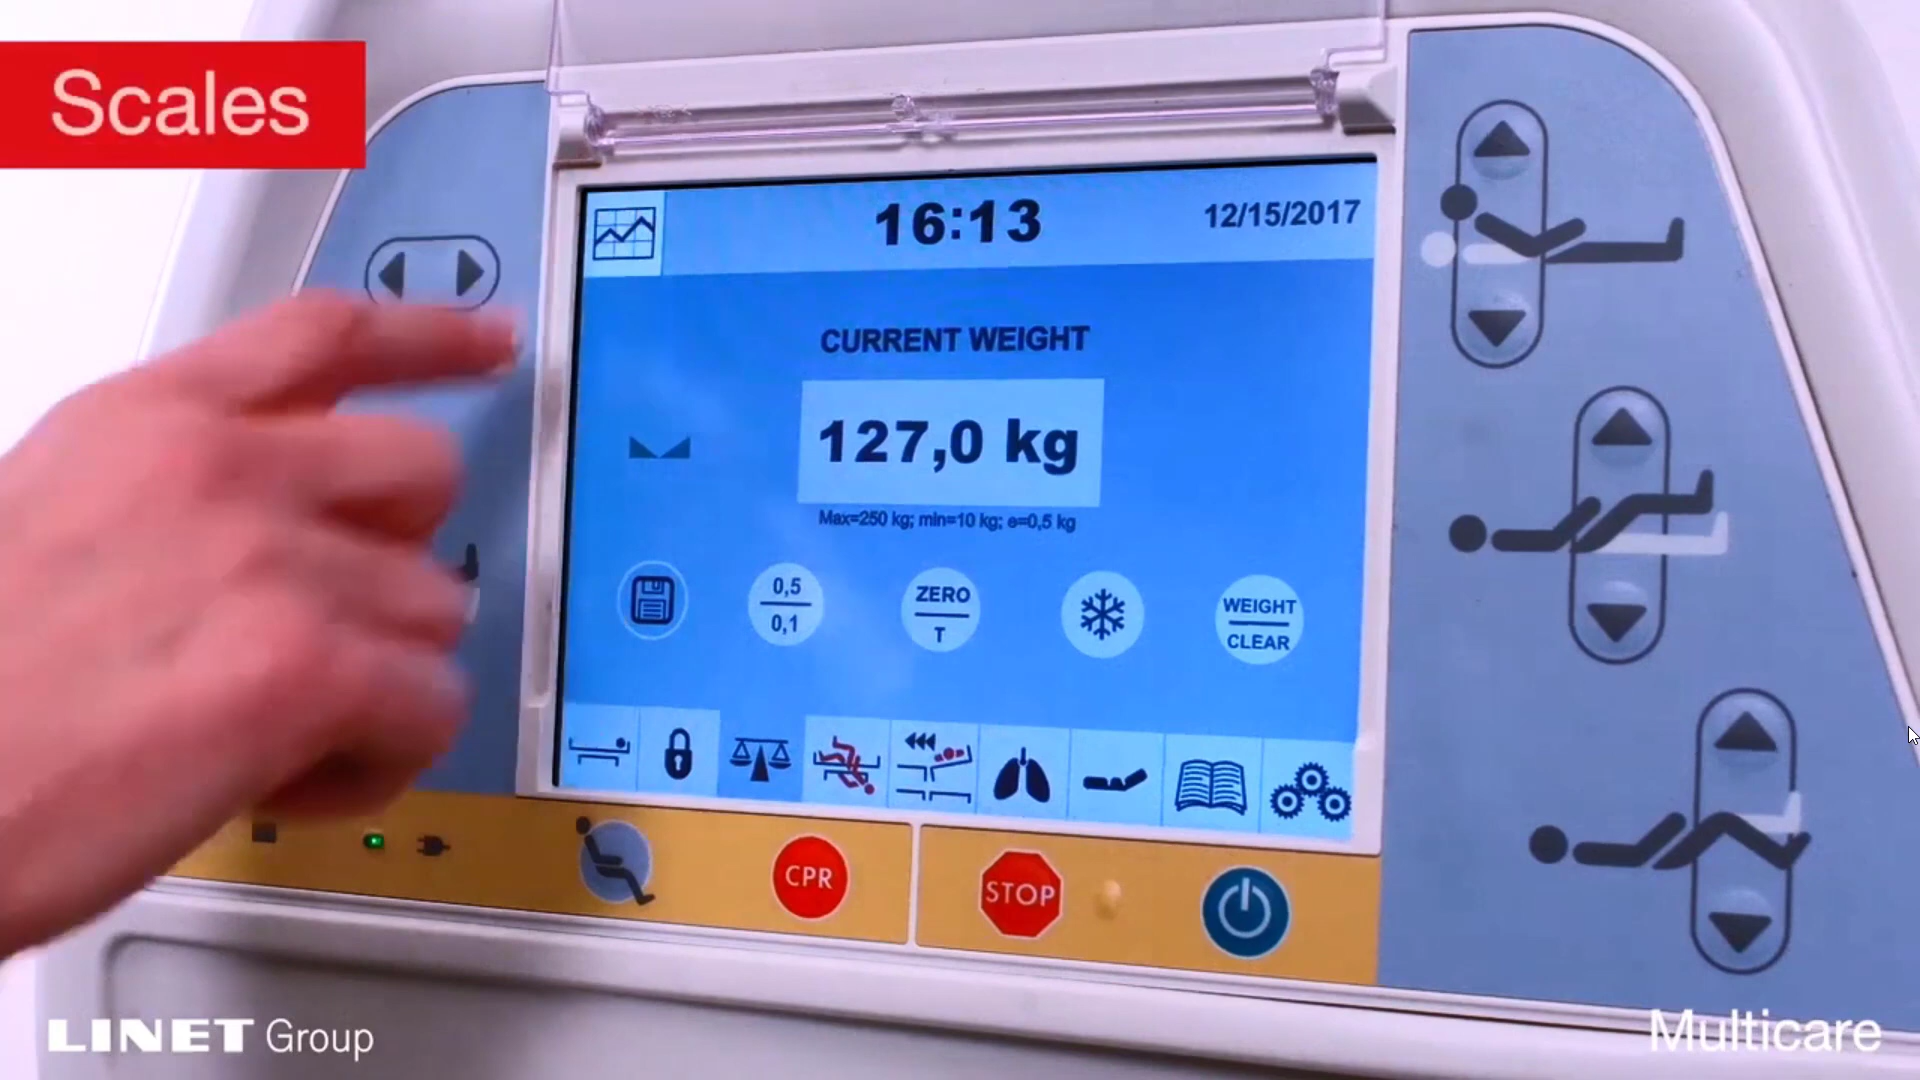 Scales
16:13
12/15/2017
CURRENT WEIGHT
127,0 kg
Max=250 kg; min=10 kg; e=0,5 kg
0,5
0,1
ZERO
T
WEIGHT
CLEAR
CPR
STOP
LINET Group
Multicare